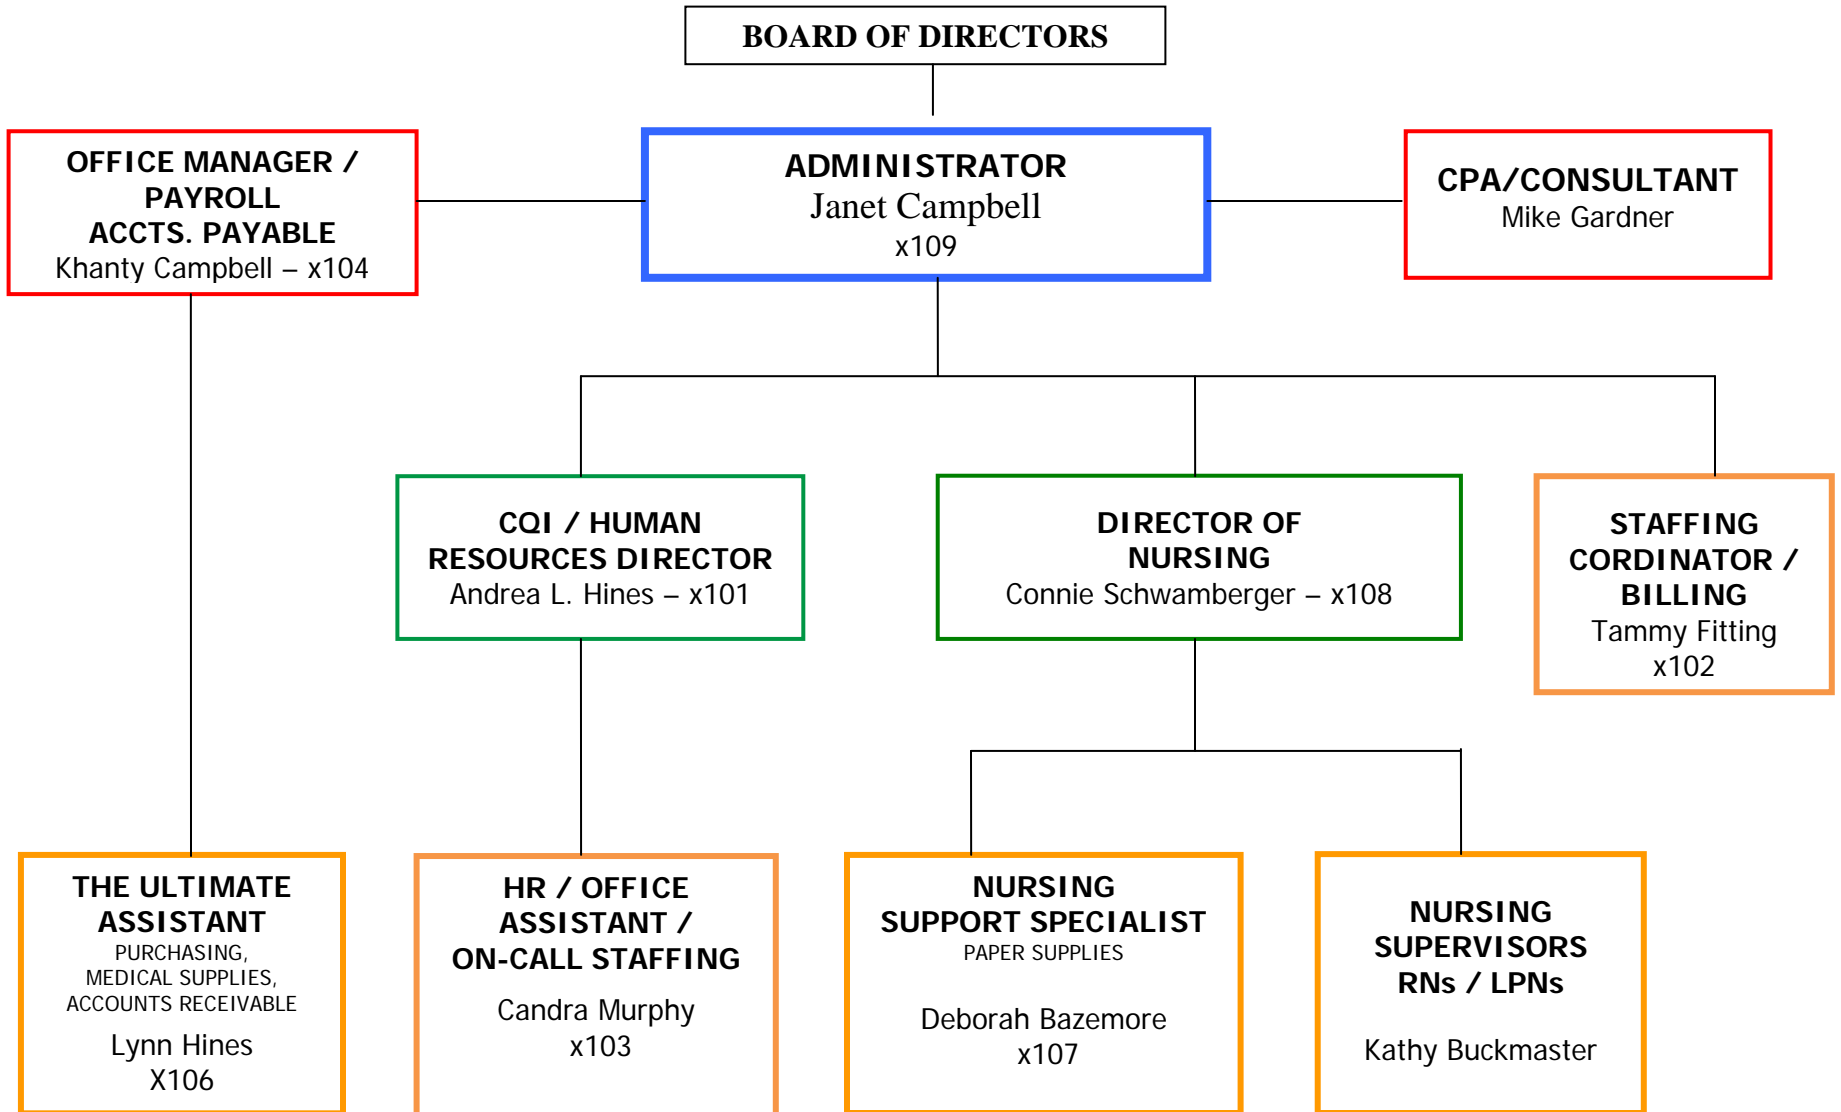 BOARD OF DIRECTORS
OFFICE MANAGER /
PAYROLL
ACCTS. PAYABLE
Khanty Campbell – x104
ADMINISTRATOR
Janet Campbell
x109
CPA/CONSULTANT
Mike Gardner
CQI / HUMAN
RESOURCES DIRECTOR
Andrea L. Hines – x101
DIRECTOR OF
NURSING
Connie Schwamberger – x108
STAFFING
CORDINATOR /
BILLING
Tammy Fitting
x102
THE ULTIMATE
ASSISTANT
PURCHASING,
MEDICAL SUPPLIES,
ACCOUNTS RECEIVABLE
Lynn Hines
X106
HR / OFFICE
ASSISTANT /
ON-CALL STAFFING
Candra Murphy
x103
NURSING
SUPPORT SPECIALIST
PAPER SUPPLIES
Deborah Bazemore
x107
NURSING
SUPERVISORS
RNs / LPNs
Kathy Buckmaster